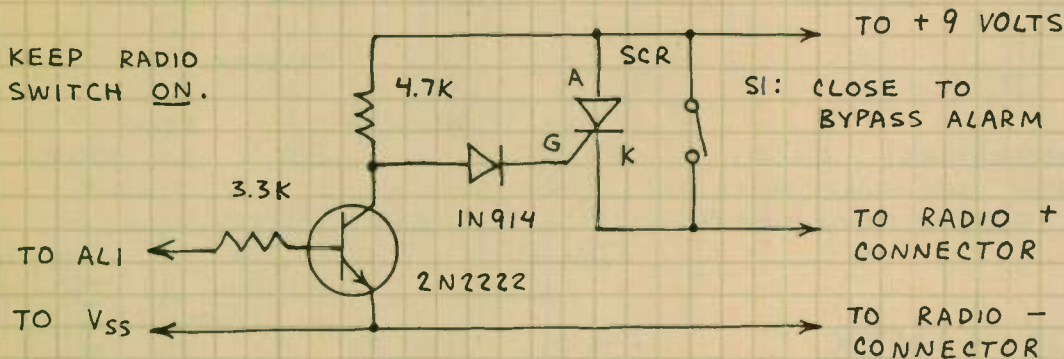 KEEP RADIO
SWITCH ON.
4.7K
SCR
A
G
K
TO + 9 VOLTS
S1: CLOSE TO
BYPASS ALARM
3.3K
1N914
TO AL1
2N2222
TO RADIO +
CONNECTOR
TO VSS
TO RADIO -
CONNECTOR